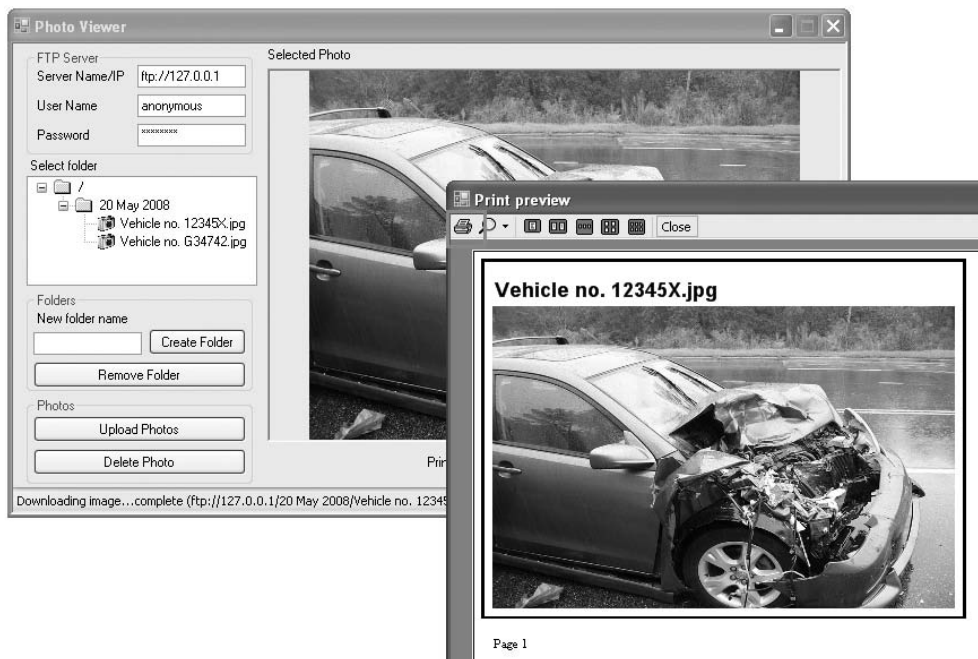 Photo Viewer
FTP Server
Server Name/IP ftp://127.0.0.1
User Name anonymous
Password ********
Selected Photo
Select folder
/
20 May 2008
Vehicle no. 12345X.jpg
Vehicle no. G34742.jpg
Folders
New folder name
Create Folder
Remove Folder
Photos
Upload Photos
Delete Photo
Downloading image...complete (ftp://127.0.0.1/20 May 2008/Vehicle no. 12345
Print preview
Close
Vehicle no. 12345X.jpg
Page 1